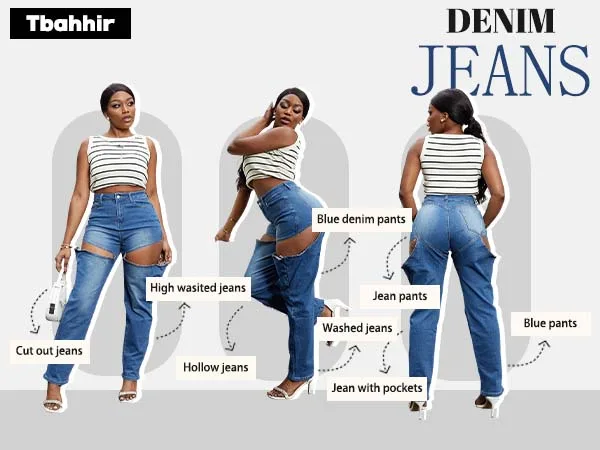 Tbahhir
DENIM
JEANS
Blue denim pants
High wasited jeans
Jean pants
Blue pants
Washed jeans
Cut out jeans
Hollow jeans
Jean with pockets